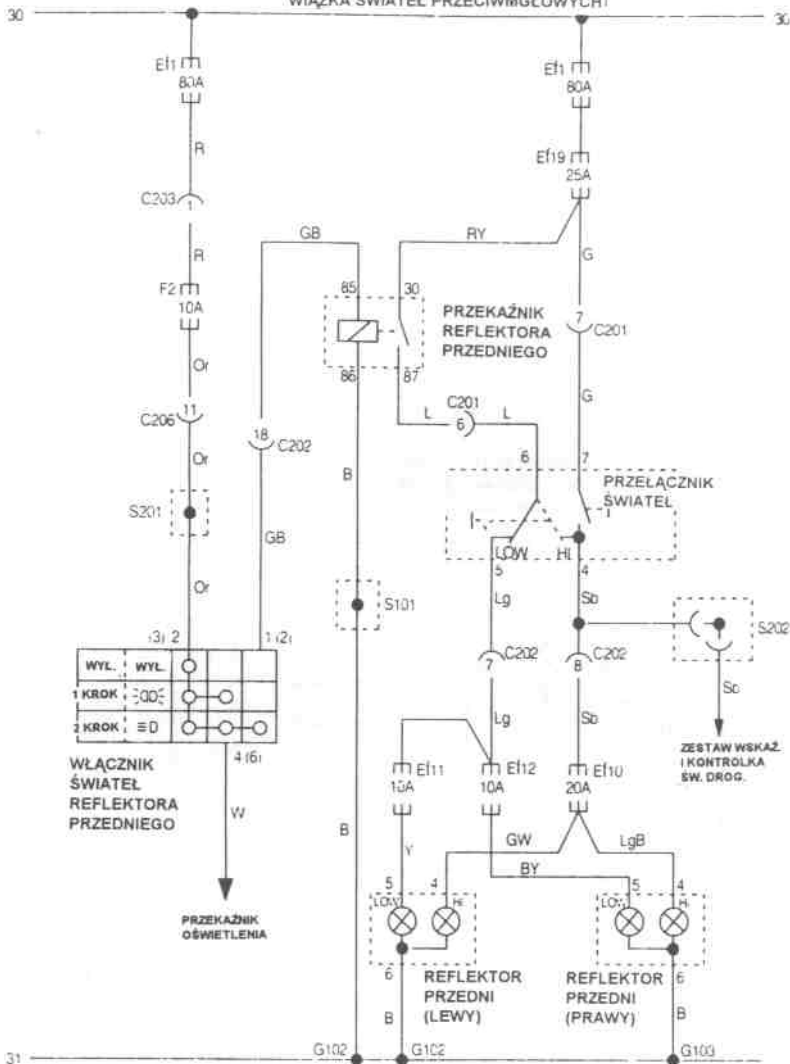 WIĄZKA ŚWIATEŁ PRZECIWMGŁOWYCH)
30
30
Ef1
80A
Ef1
80A
R
Ef19
25A
C203
1
GB
RY
R
G
F2
10A
85
30
PRZEKAŹNIK
REFLEKTORA
PRZEDNIEGO
7
C201
Or
86
87
G
C206
11
18
C202
L
C201
6
L
Or
B
6
7
PRZEŁĄCZNIK
ŚWIATEŁ
S201
GB
LOW
HI
5
4
Or
S101
Lg
Sb
S202
(3) 2
1 (2)
7
C202
8
C202
Sb
WYŁ.
WYŁ.
1 KROK
2 KROK
Lg
Sb
ZESTAW WSKAŹ.
I KONTROLKA
ŚW. DROG.
4 (6)
WŁĄCZNIK
ŚWIATEŁ
REFLEKTORA
PRZEDNIEGO
Ef11
10A
Ef12
10A
Ef10
20A
W
B
Y
GW
LgB
BY
5
4
5
4
LOW
HI
LOW
HI
PRZEKAŹNIK
OŚWIETLENIA
6
REFLEKTOR
PRZEDNI
(LEWY)
REFLEKTOR
PRZEDNI
(PRAWY)
6
B
B
31
G102
G102
G103